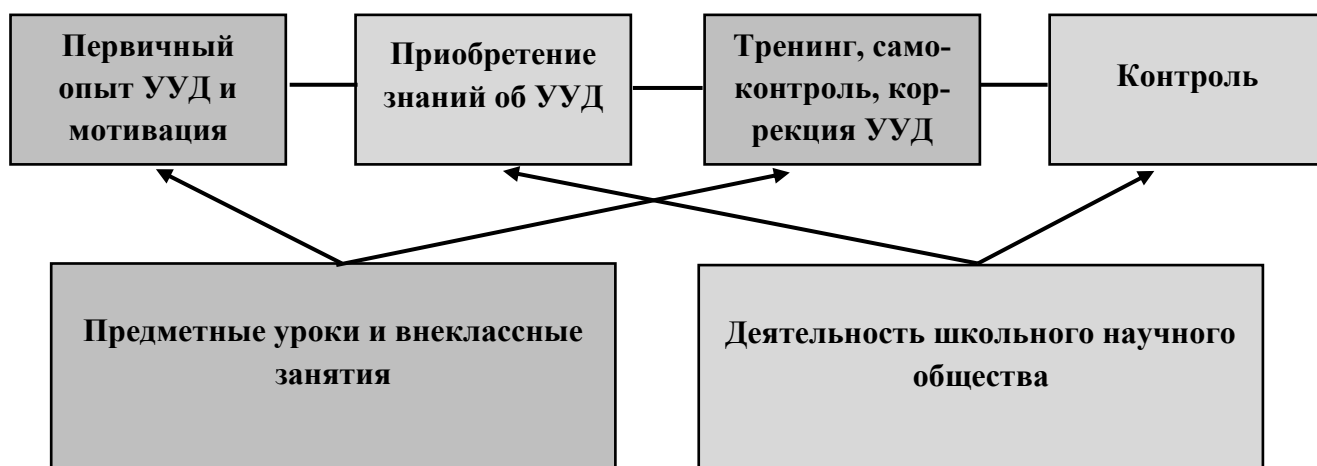 Первичный
опыт УУД и
мотивация
Приобретение
знаний об УУД
Тренинг, само-
контроль, кор-
рекция УУД
Контроль
Предметные уроки и внеклассные
занятия
Деятельность школьного научного
общества